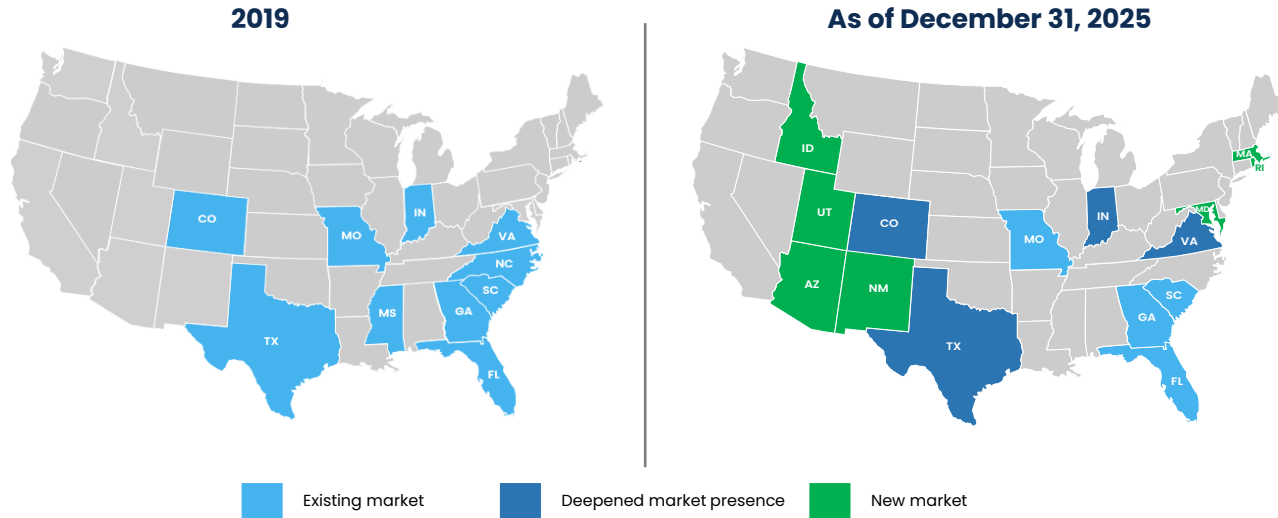 2019
CO
IN
MO
VA
NC
SC
GA
MS
TX
FL
As of December 31, 2025
ID
MA
RI
UT
MD
CO
IN
MO
VA
AZ
NM
SC
GA
TX
FL
Existing market
Deepened market presence
New market